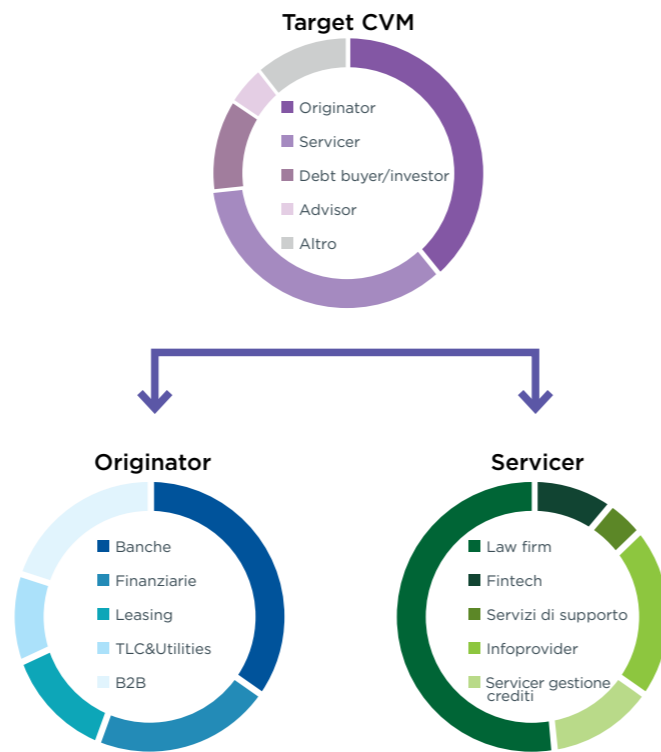 Target CVM
Originator
Servicer
Debt buyer/investor
Advisor
Altro
Originator
Banche
Finanziarie
Leasing
TLC&Utilities
B2B
Servicer
Law firm
Fintech
Servizi di supporto
Infoprovider
Servicer gestione
crediti